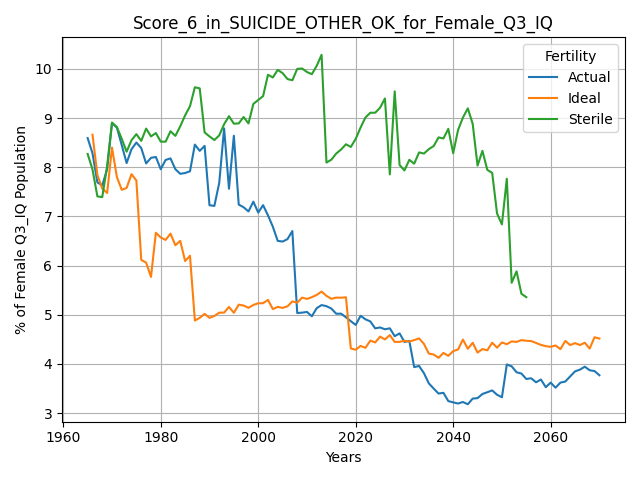 Score_6_in_SUICIDE_OTHER_OK_for_Female_Q3_IQ
% of Female Q3_IQ Population
10
9
8
7
6
5
4
3
Fertility
Actual
Ideal
Sterile
1960 1980 2000 2020 2040 2060
Years